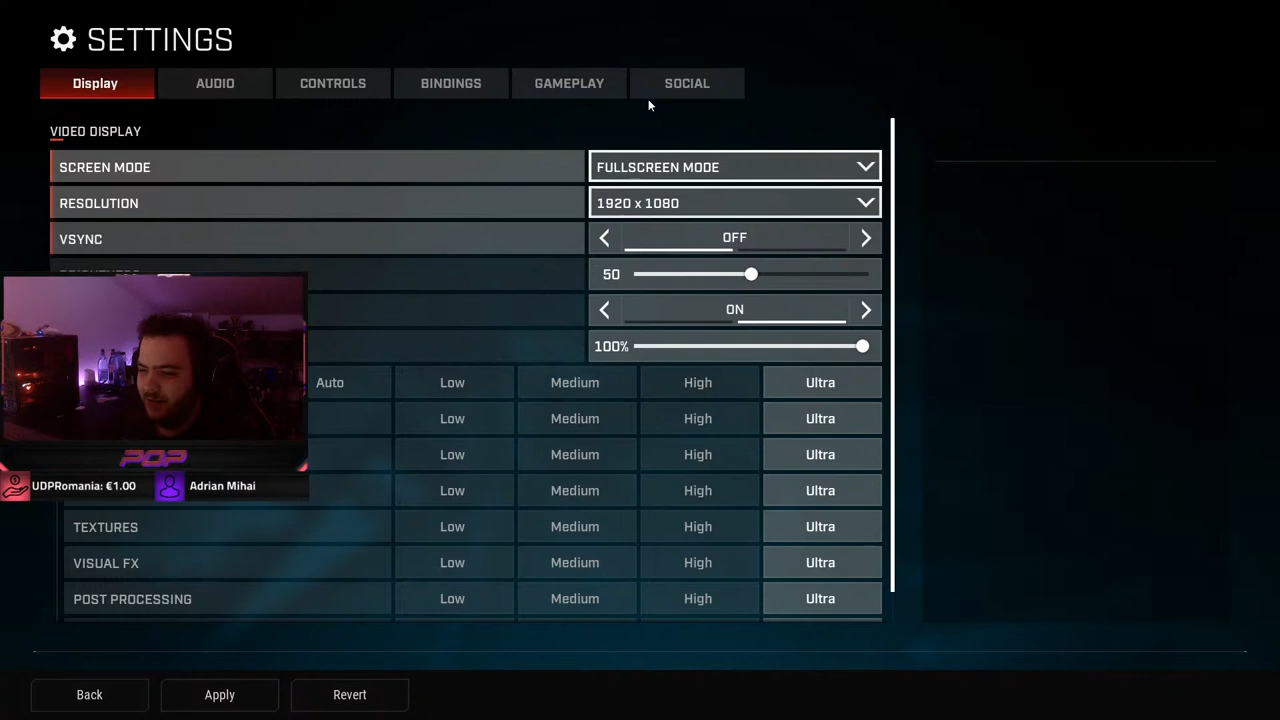 SETTINGS
Display AUDIO CONTROLS BINDINGS GAMEPLAY SOCIAL
VIDEO DISPLAY
SCREEN MODE FULLSCREEN MODE
RESOLUTION 1920 x 1080
VSYNC OFF
50
ON
100%
Auto Low Medium High Ultra
Low Medium High Ultra
Low Medium High Ultra
POP
UDPRomania: €1.00 Adrian Mihai
Low Medium High Ultra
TEXTURES Low Medium High Ultra
VISUAL FX Low Medium High Ultra
POST PROCESSING Low Medium High Ultra
Back Apply Revert